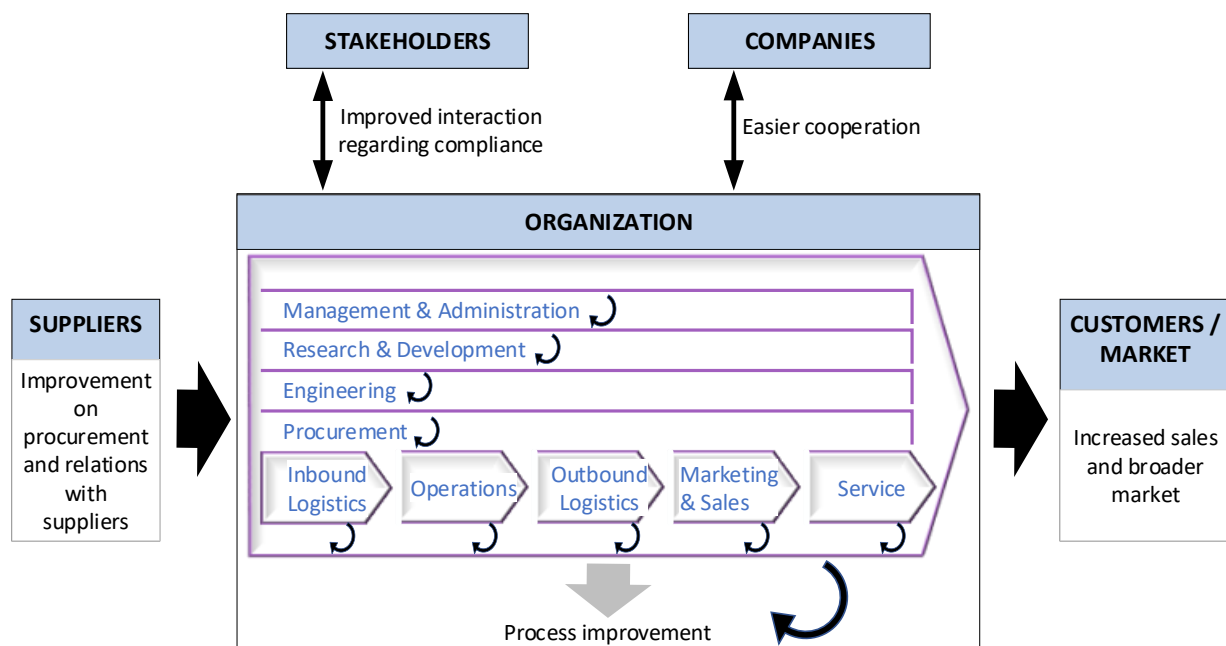 STAKEHOLDERS
COMPANIES
Improved interaction
regarding compliance
Easier cooperation
ORGANIZATION
SUPPLIERS
Improvement
on
procurement
and relations
with
suppliers
Management & Administration
Research & Development
Engineering
Procurement
Inbound
Logistics
Operations
Outbound
Logistics
Marketing
& Sales
Service
Process improvement
CUSTOMERS /
MARKET
Increased sales
and broader
market